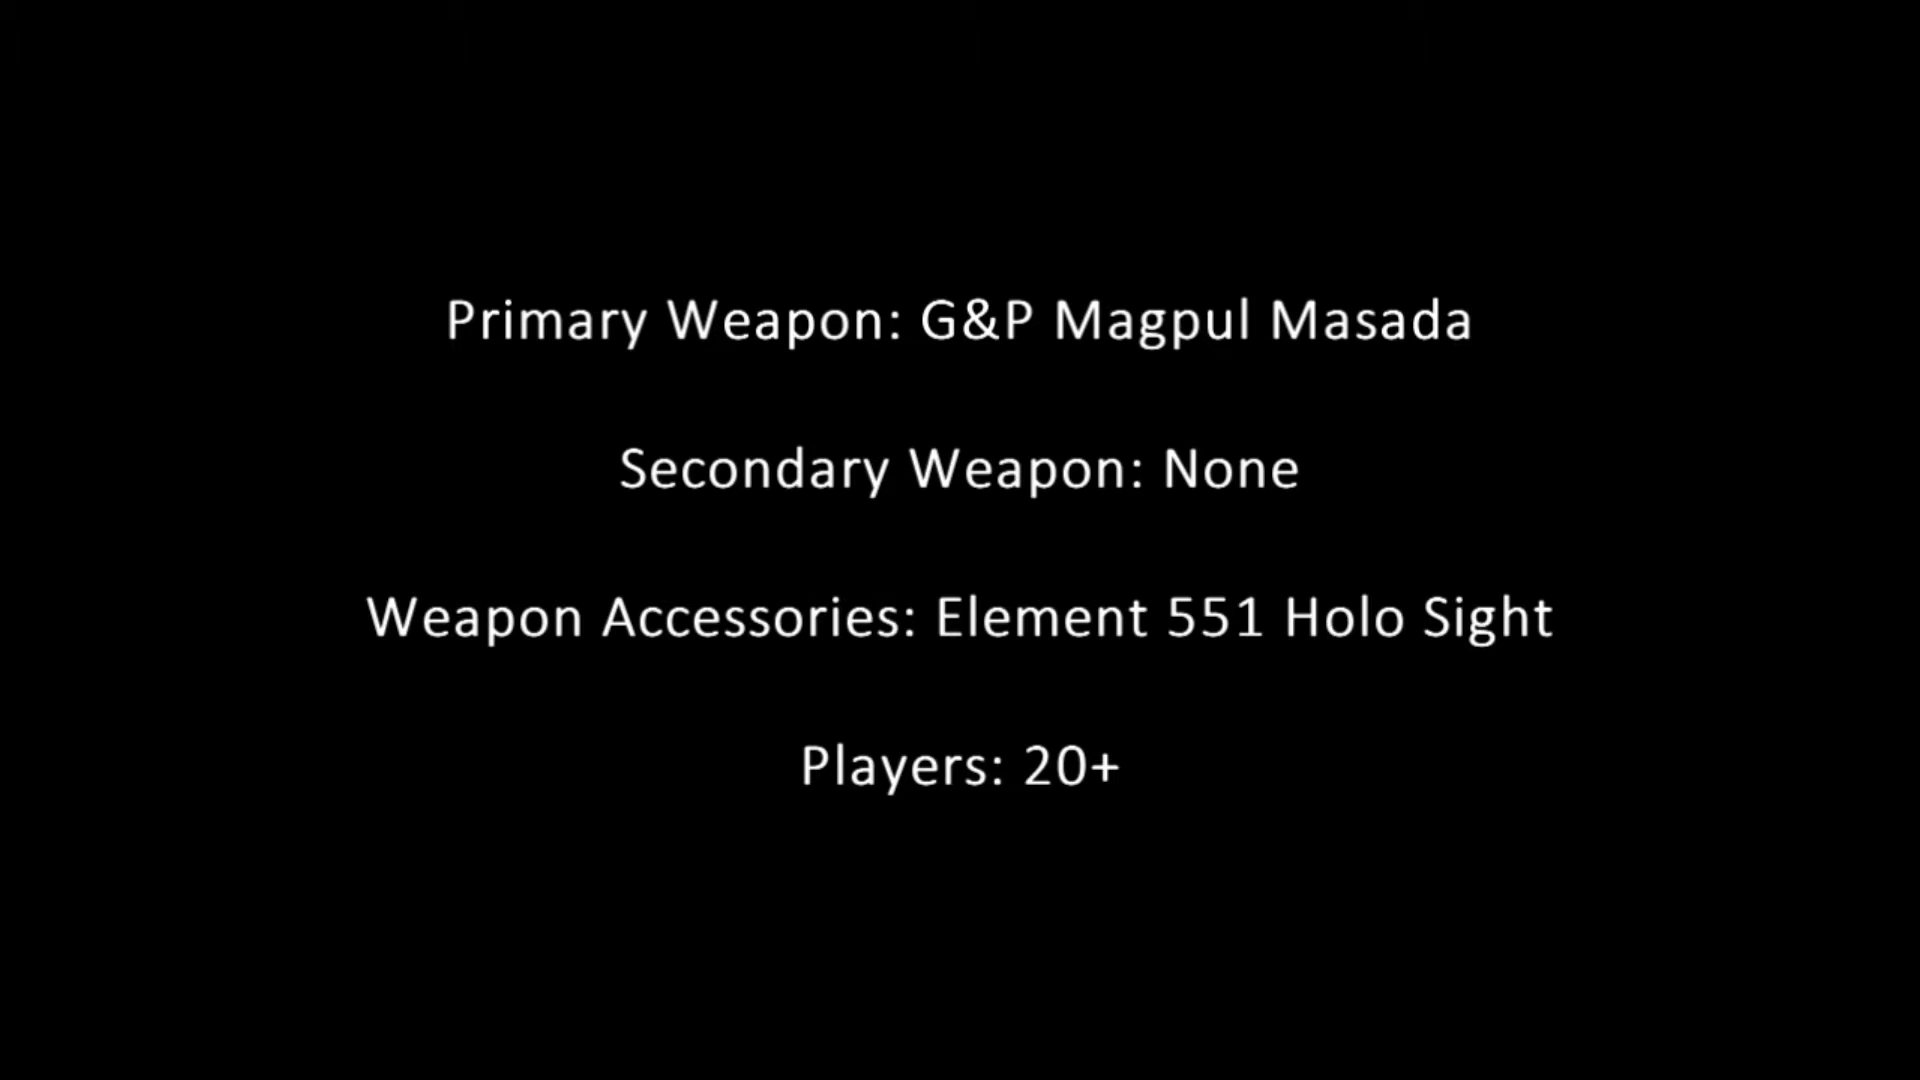 Primary Weapon: G&P Magpul Masada
Secondary Weapon: None
Weapon Accessories: Element 551 Holo Sight
Players: 20+